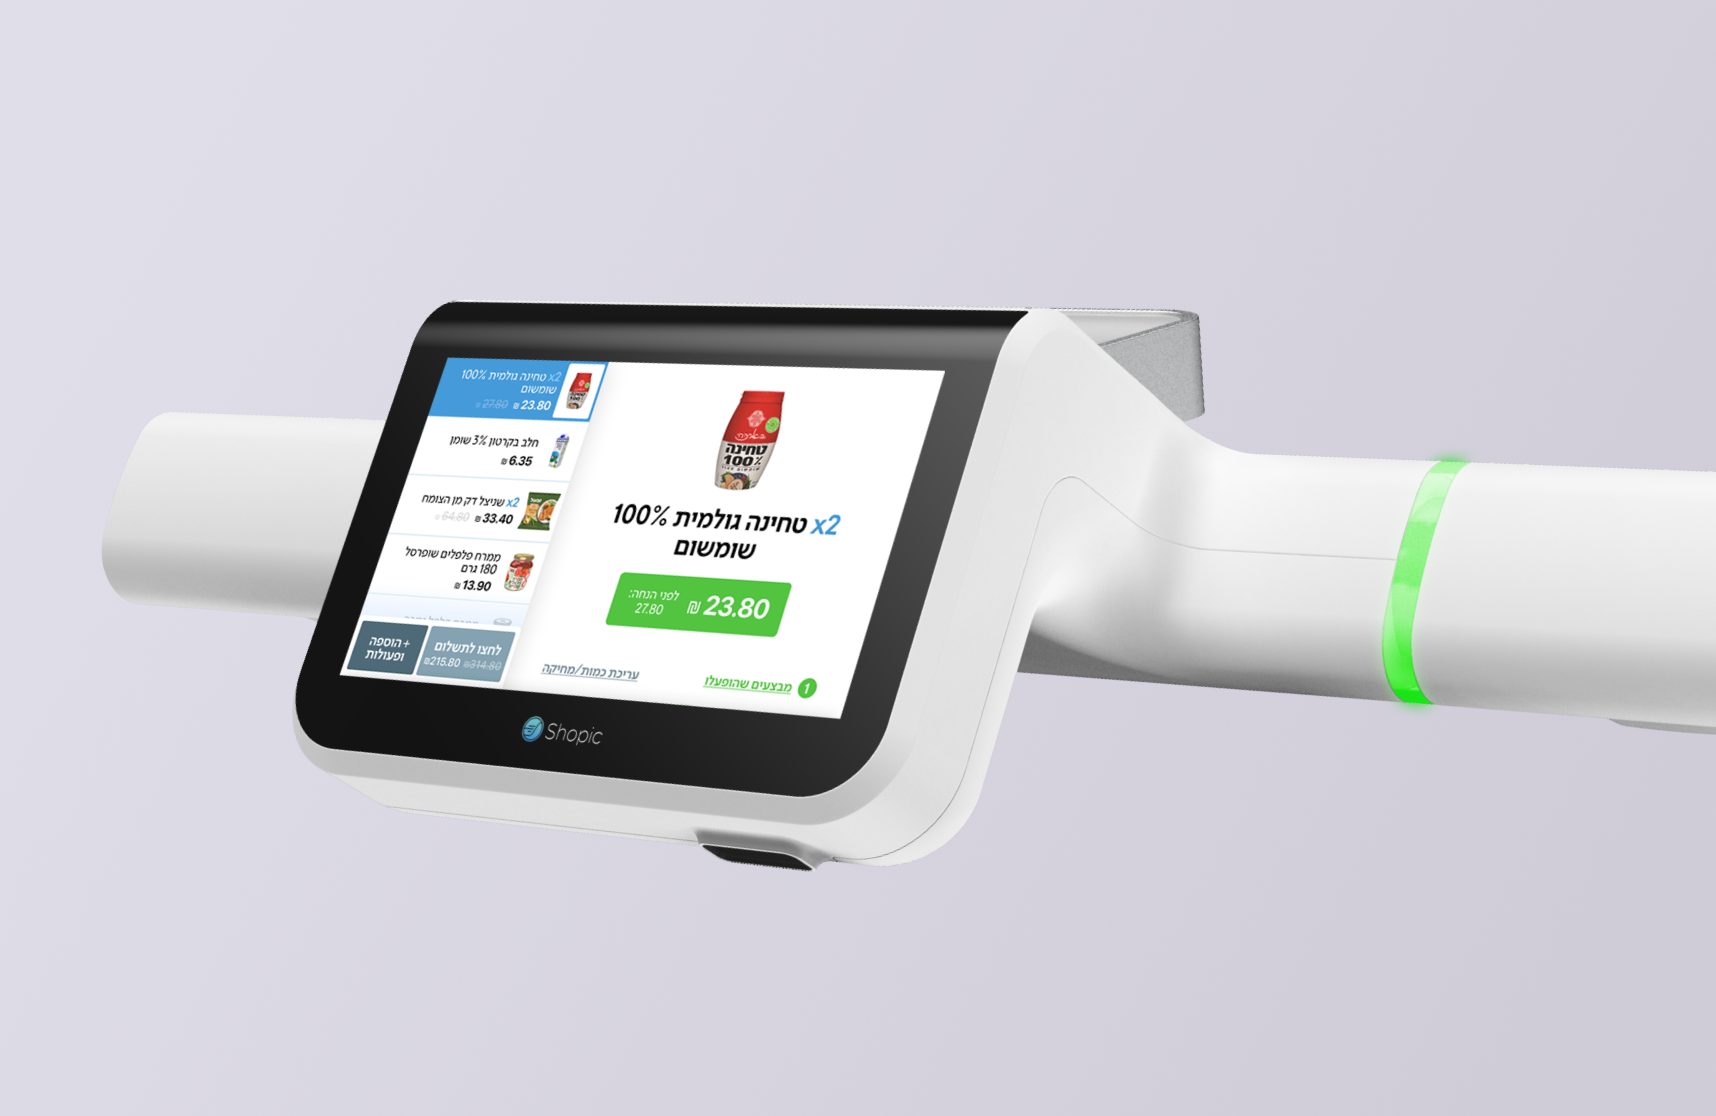 x2 טחינה גולמית 100%
שומשום
23.80 ₪ 27.80 ₪
חלב בקרטון 3% שומן
6.35 ₪
x2 שניצל דק מן הצומח
33.40 ₪ 64.80 ₪
ממרח פלפלים שופרסל
180 גרם
13.90 ₪
לחצו לתשלום
₪314.80 ₪215.80
+הוספה
ופעולות
טחינה
100%
x2 טחינה גולמית 100%
שומשום
23.80 ₪
לפני הנחה:
27.80
1 מבצעים שהופעלו
עריכת כמות/מחיקה
Shopic